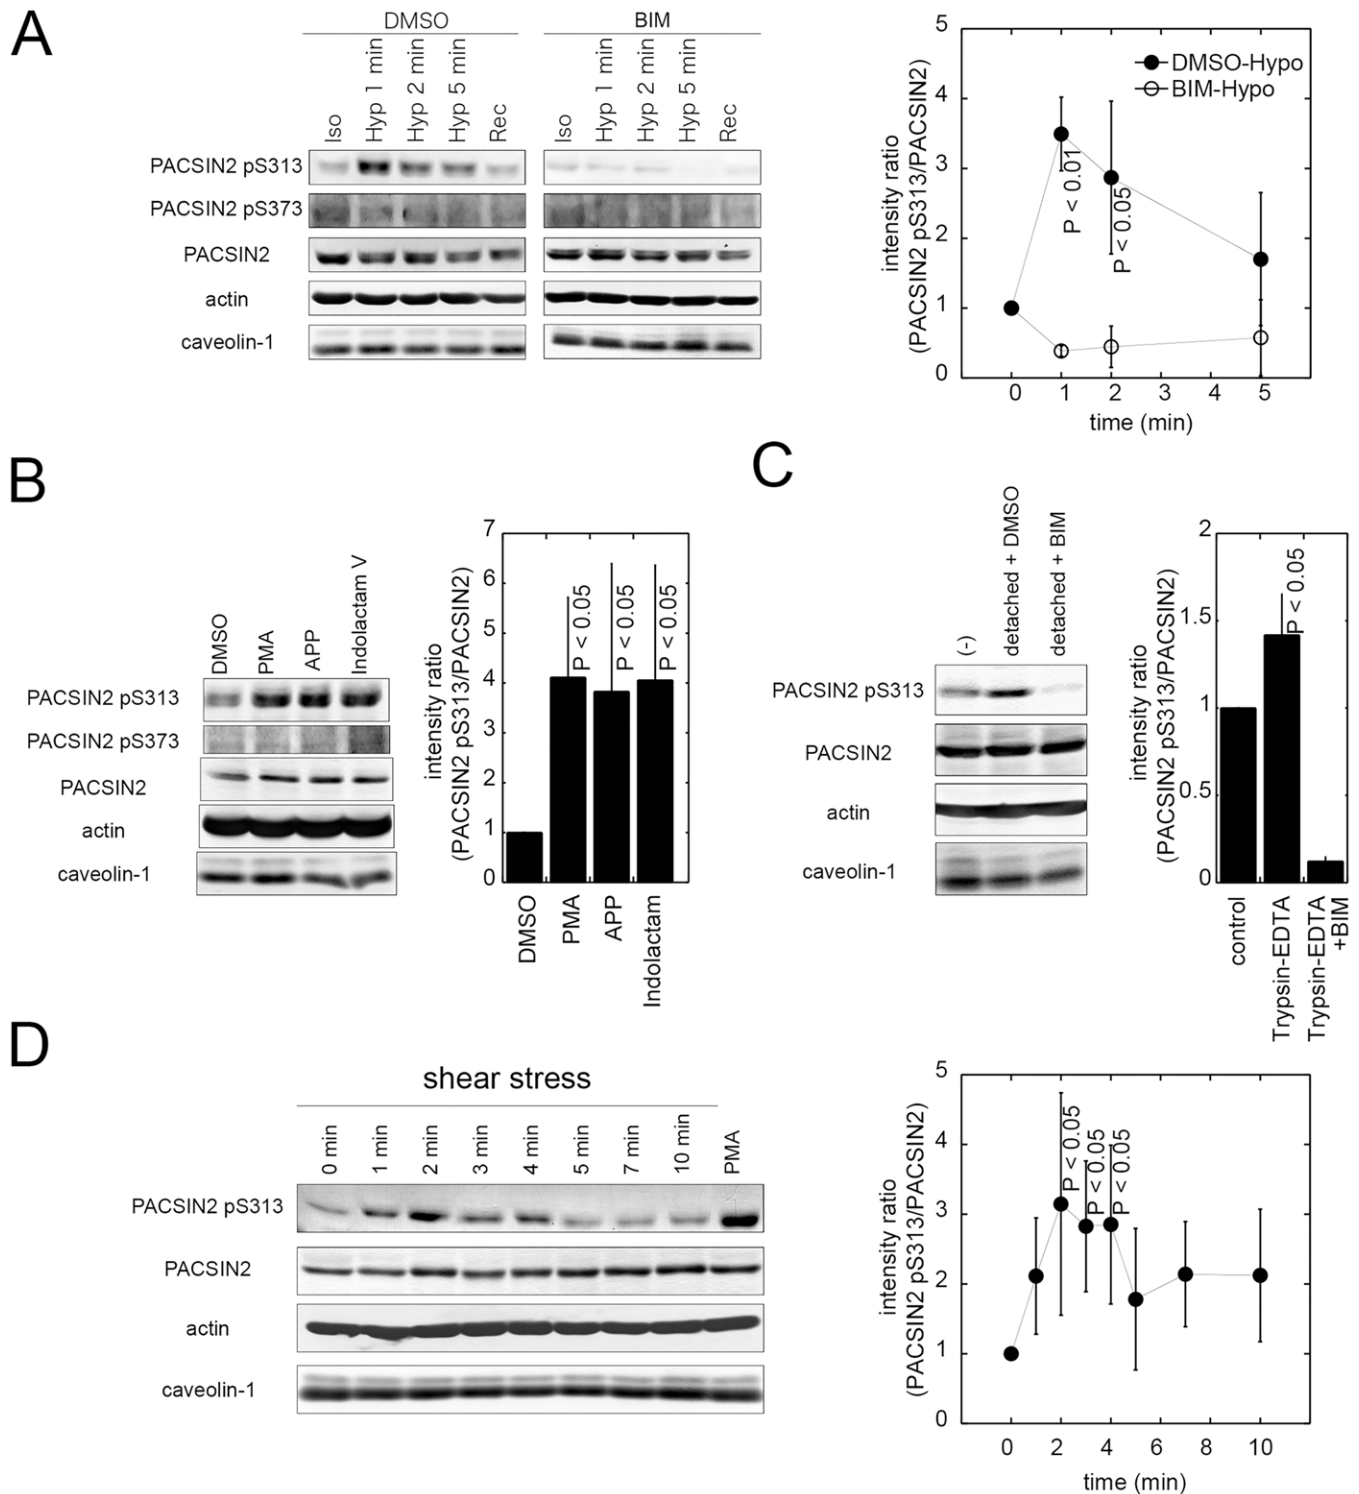 A
DMSO
BIM
Iso
Hyp 1 min
Hyp 2 min
Hyp 5 min
Rec
Iso
Hyp 1 min
Hyp 2 min
Hyp 5 min
Rec
PACSIN2 pS313
PACSIN2 pS373
PACSIN2
actin
caveolin-1
intensity ratio
(PACSIN2 pS313/PACSIN2)
5
4
3
2
1
0
DMSO-Hypo
BIM-Hypo
P < 0.01
P < 0.05
0 1 2 3 4 5
time (min)
B
DMSO
PMA
APP
Indolactam V
PACSIN2 pS313
PACSIN2 pS373
PACSIN2
actin
caveolin-1
intensity ratio
(PACSIN2 pS313/PACSIN2)
7
6
5
4
3
2
1
0
P < 0.05
P < 0.05
P < 0.05
DMSO
PMA
APP
Indolactam
C
(-)
detached + DMSO
detached + BIM
PACSIN2 pS313
PACSIN2
actin
caveolin-1
intensity ratio
(PACSIN2 pS313/PACSIN2)
2
1.5
1
0.5
0
P < 0.05
control
Trypsin-EDTA
Trypsin-EDTA
+BIM
D
shear stress
0 min
1 min
2 min
3 min
4 min
5 min
7 min
10 min
PMA
PACSIN2 pS313
PACSIN2
actin
caveolin-1
intensity ratio
(PACSIN2 pS313/PACSIN2)
5
4
3
2
1
0
P < 0.05
P < 0.05
P < 0.05
0 2 4 6 8 10
time (min)